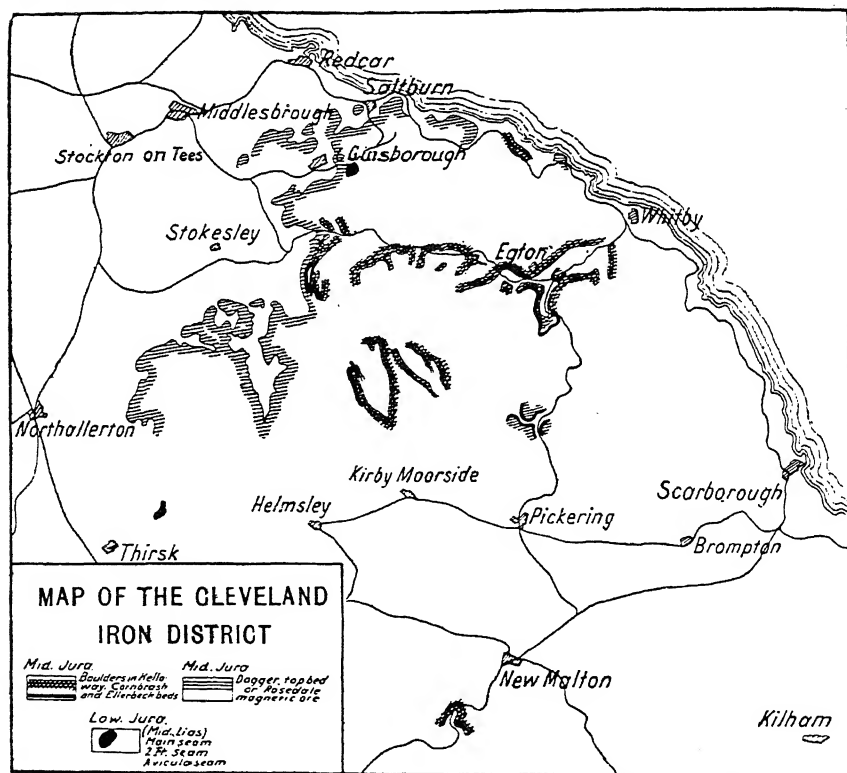 Redcar
Saltburn
Middlesbrough
Stockton on Tees
Guisborough
Stokesley
Whitby
Egton
Northallerton
Kirby Moorside
Scarborough
Helmsley
Pickering
Brompton
Thirsk
MAP OF THE CLEVELAND
IRON DISTRICT
Mid. Jura.
Boulders in Kello
way, Cornbrash
and Ellerbeck beds
Mid. Jura
Dogger, top bed
or Rosedale
magnetic ore
Low. Jura.
(Mid. Lias)
Main seam
2 Ft. Seam
Avicula seam
New Malton
Kilham